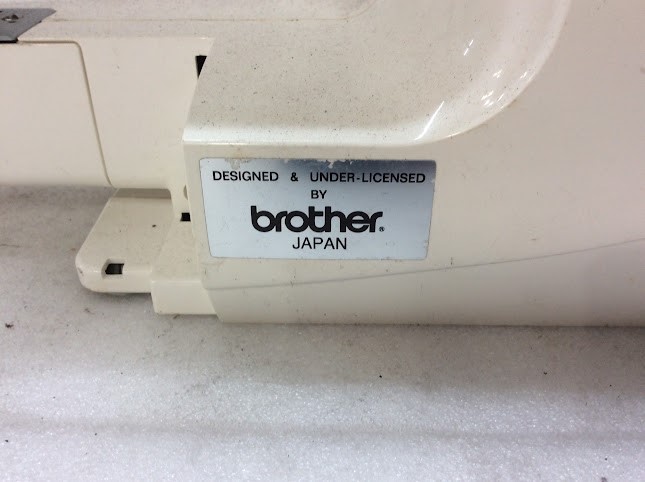 DESIGNED & UNDER-LICENSED
BY
brother®
JAPAN